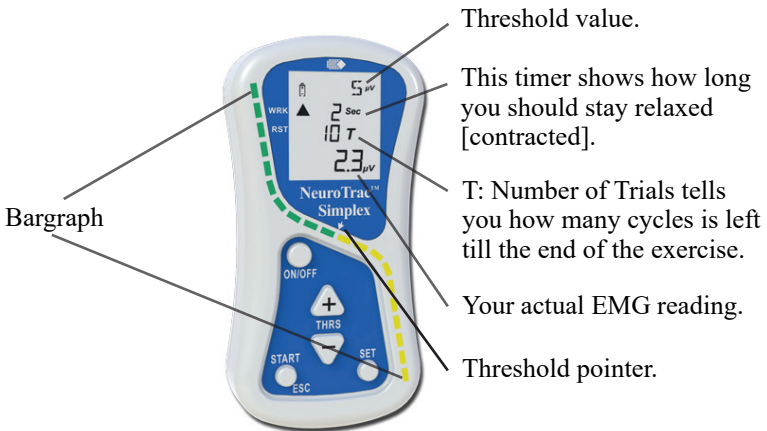 Threshold value.
This timer shows how long
you should stay relaxed
[contracted].
T: Number of Trials tells
you how many cycles is left
till the end of the exercise.
Your actual EMG reading.
Threshold pointer.
Bargraph
5 µV
WRK 2 Sec
RST 10 T
2.3 µV
NeuroTrac™
Simplex
ON/OFF
+
THRS
−
START
SET
ESC